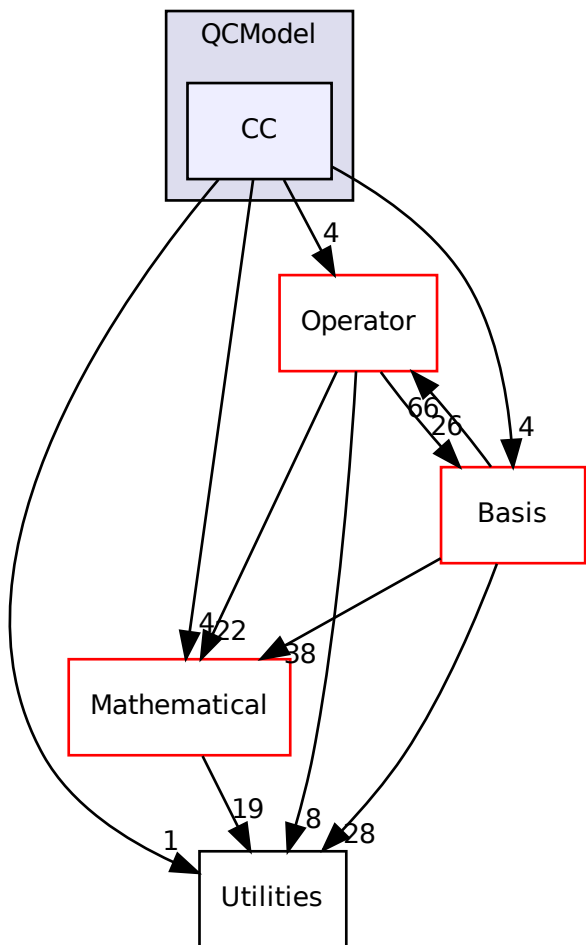 QCModel
CC
4
Operator
66
26
4
Basis
4
22
38
Mathematical
19
8
28
1
Utilities